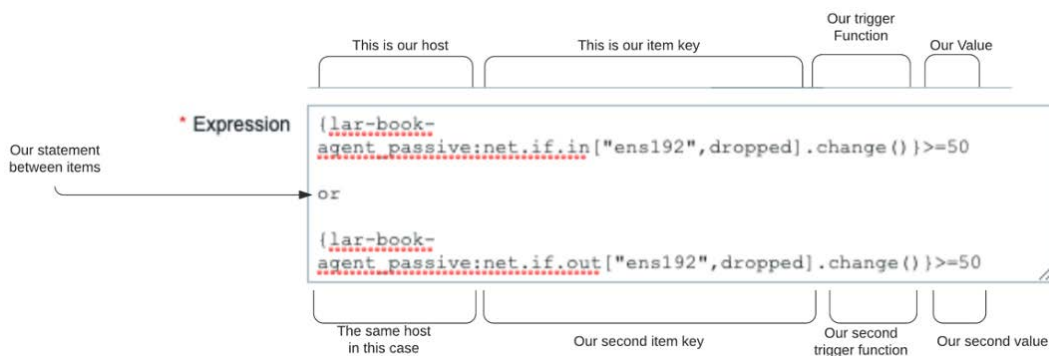 Our trigger
Function
This is our host
This is our item key
Our Value
* Expression
{lar-book-
agent_passive:net.if.in["ens192",dropped].change()}>=50
Our statement
between items
or
{lar-book-
agent_passive:net.if.out["ens192",dropped].change()}>=50
The same host
in this case
Our second item key
Our second
trigger function
Our second value